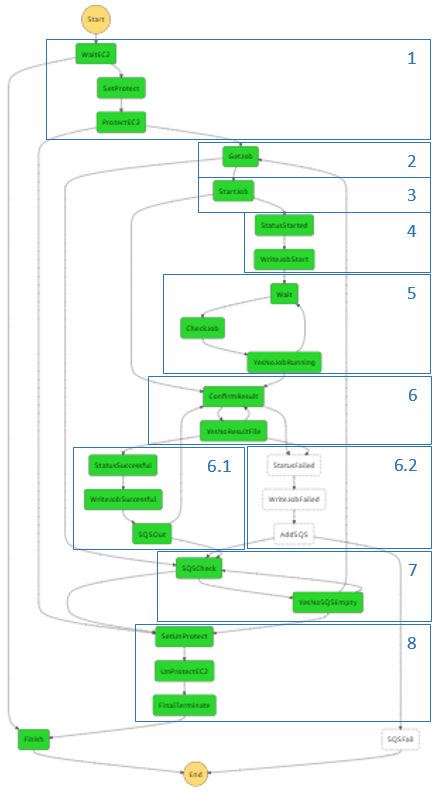 Start
WaitEC2
1
SetProtect
ProtectEC2
GetJob
2
StartJob
3
StatusStarted
4
WriteJobStart
Wait
5
CheckJob
YesNoJobRunning
ConfirmResult
6
YesNoResultFile
StatusSuccessful
6.1
StatusFailed
6.2
WriteJobSuccessful
WriteJobFailed
SQSOut
AddSQS
SQSCheck
7
YesNoSQSEmpty
SetUnProtect
8
UnProtectEC2
FinalTerminate
Finish
SQSFail
End